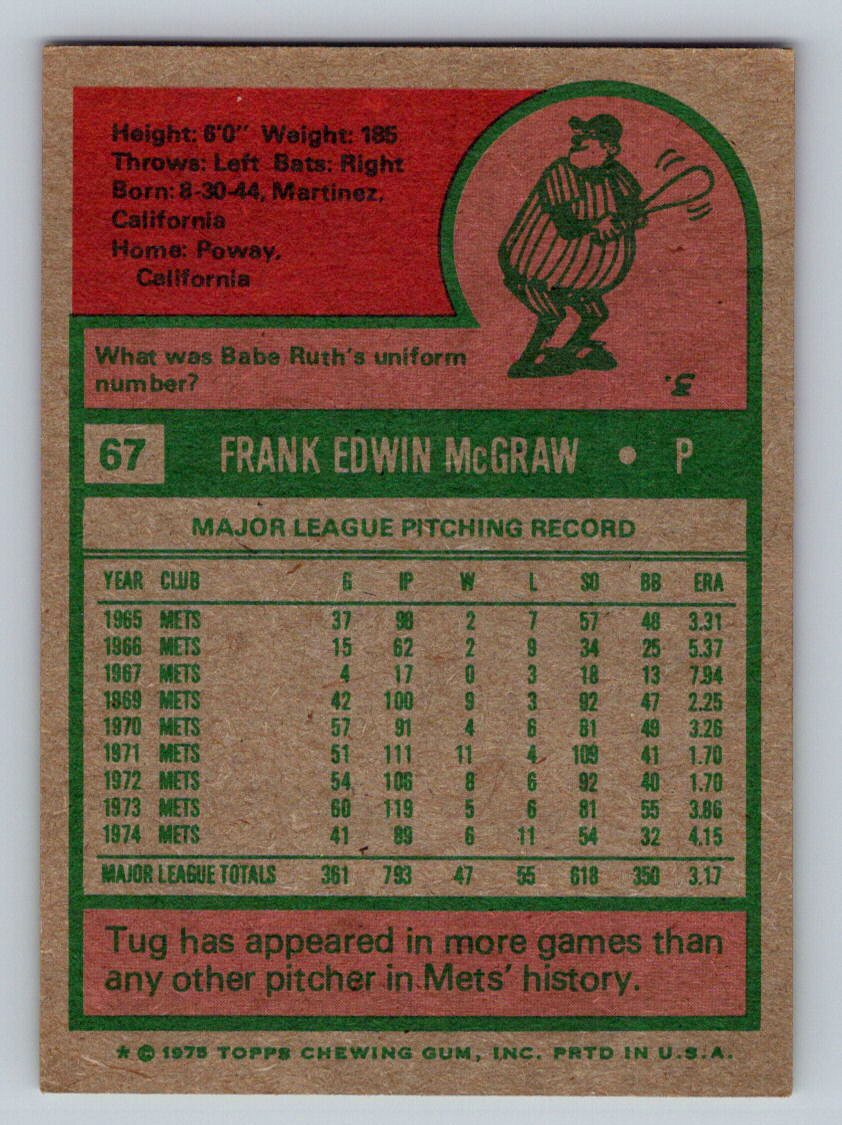 Height: 6'0" Weight: 185
Throws: Left Bats: Right
Born: 8-30-44, Martinez,
California
Home: Poway,
California
What was Babe Ruth's uniform
number?
3.
67 FRANK EDWIN McGRAW • P
MAJOR LEAGUE PITCHING RECORD
YEAR CLUB G IP W L SO BB ERA
1965 METS 37 98 2 7 57 48 3.31
1966 METS 15 62 2 9 34 25 5.37
1967 METS 4 17 0 3 18 13 7.94
1969 METS 42 100 9 3 92 47 2.25
1970 METS 57 91 4 6 81 49 3.26
1971 METS 51 111 11 4 109 41 1.70
1972 METS 54 106 8 6 92 40 1.70
1973 METS 60 119 5 6 81 55 3.86
1974 METS 41 89 6 11 54 32 4.15
MAJOR LEAGUE TOTALS 361 793 47 55 618 350 3.17
Tug has appeared in more games than
any other pitcher in Mets' history.
* © 1975 TOPPS CHEWING GUM, INC. PRTD IN U.S.A.